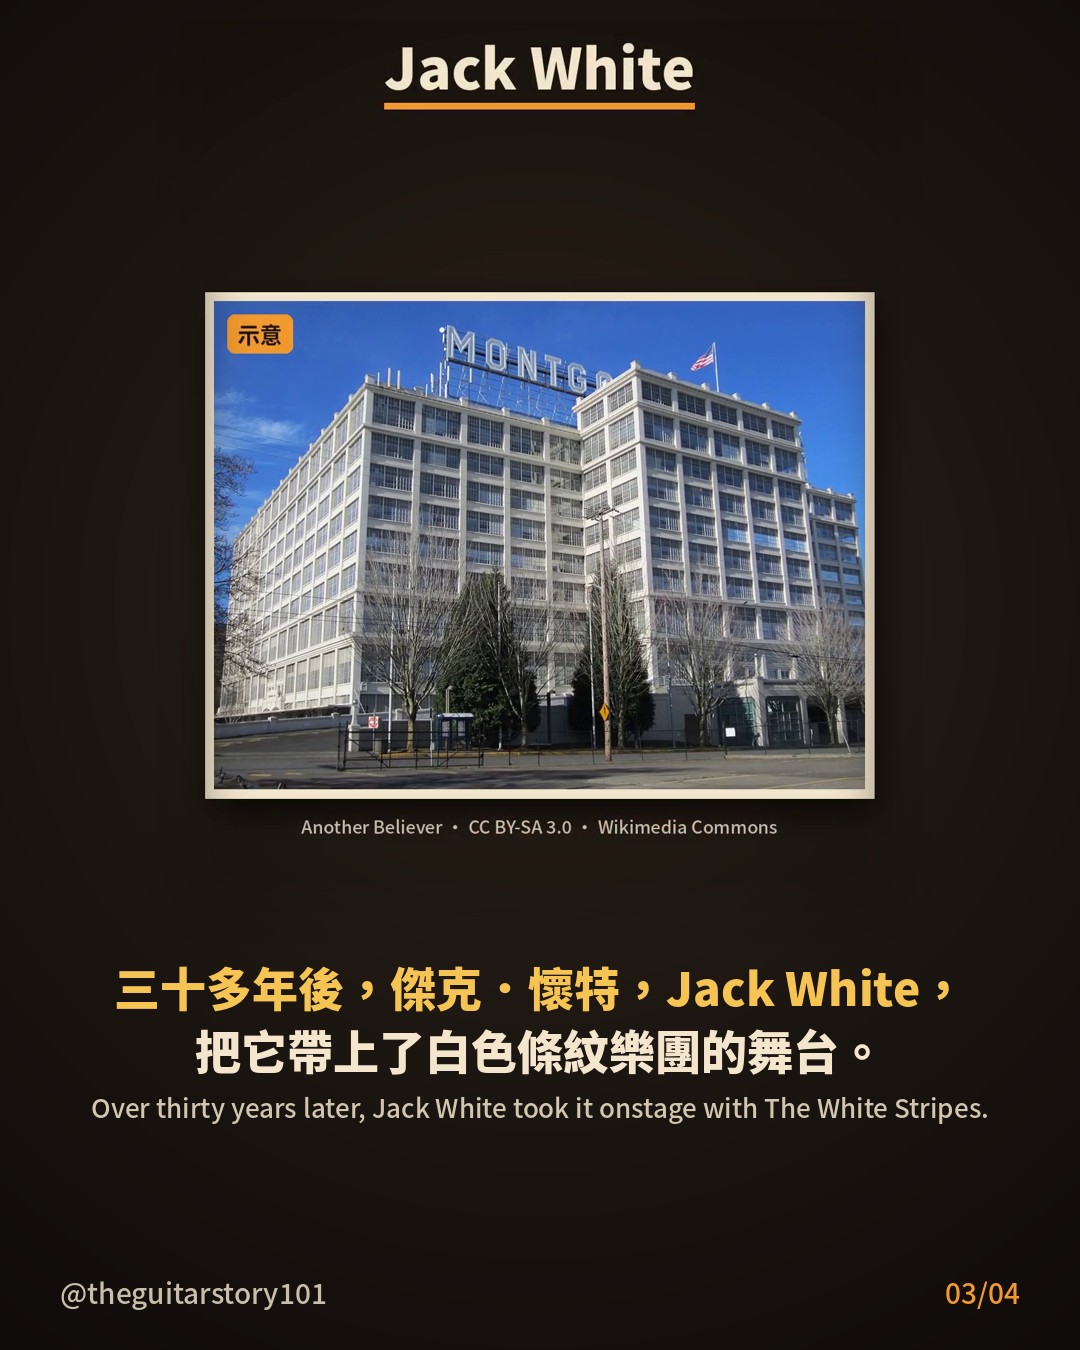 Jack White
示意
MONTGO
Another Believer • CC BY-SA 3.0 • Wikimedia Commons
三十多年後，傑克・懷特，Jack White，
把它帶上了白色條紋樂團的舞台。
Over thirty years later, Jack White took it onstage with The White Stripes.
@theguitarstory101
03/04